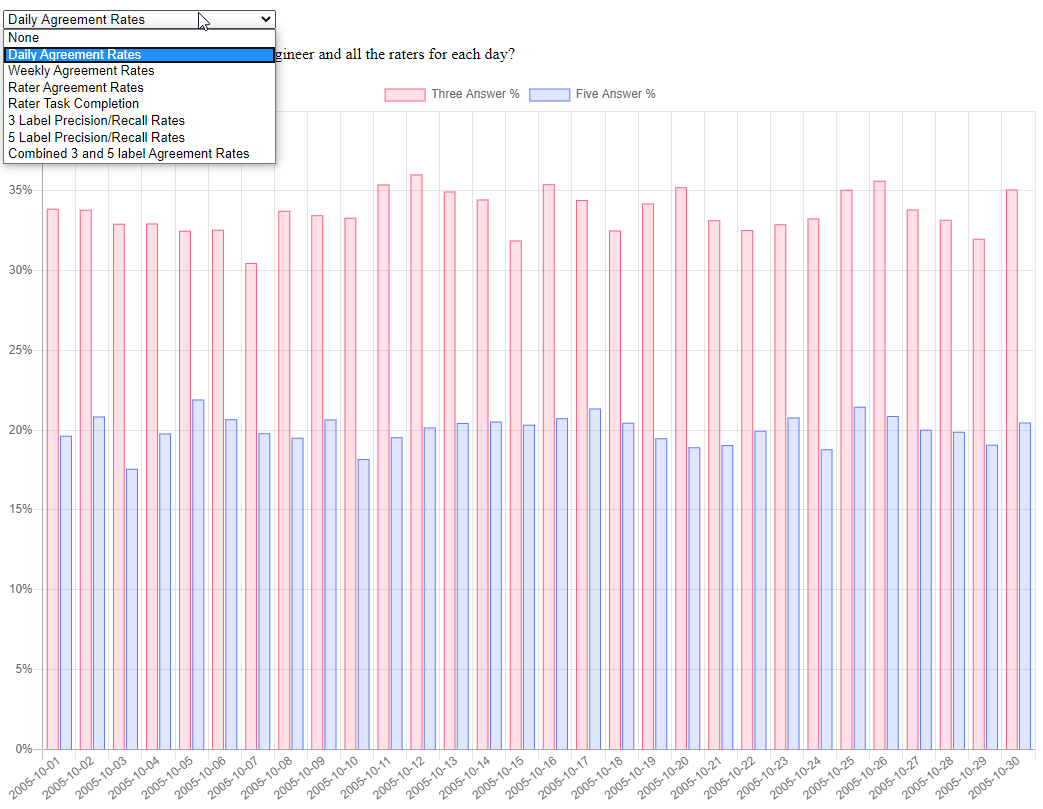 Daily Agreement Rates
None
Daily Agreement Rates
Weekly Agreement Rates
Rater Agreement Rates
Rater Task Completion
3 Label Precision/Recall Rates
5 Label Precision/Recall Rates
Combined 3 and 5 label Agreement Rates
gineer and all the raters for each day?
Three Answer % Five Answer %
35%
30%
25%
20%
15%
10%
5%
0%
2005-10-01 2005-10-02 2005-10-03 2005-10-04 2005-10-05 2005-10-06 2005-10-07 2005-10-08 2005-10-09 2005-10-10 2005-10-11 2005-10-12 2005-10-13 2005-10-14 2005-10-15 2005-10-16 2005-10-17 2005-10-18 2005-10-19 2005-10-20 2005-10-21 2005-10-22 2005-10-23 2005-10-24 2005-10-25 2005-10-26 2005-10-27 2005-10-28 2005-10-29 2005-10-30